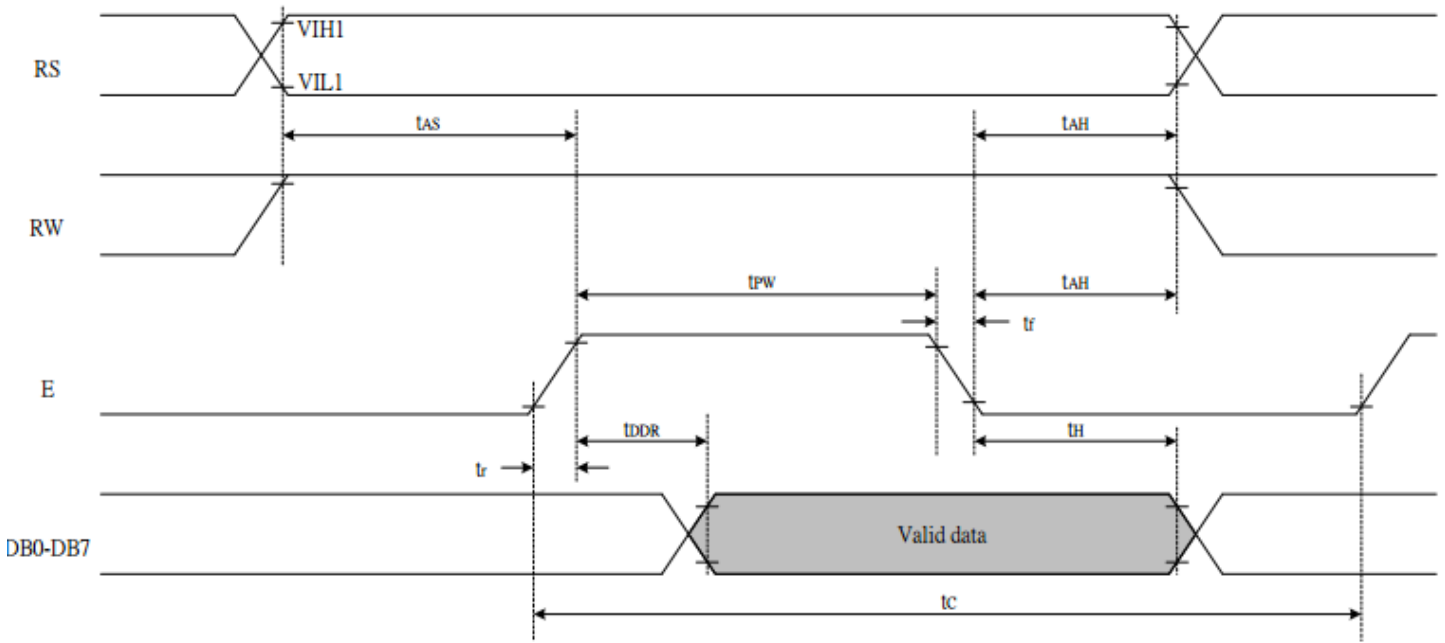 VIH1
RS
VIL1
tAS
tAH
RW
tPW
tAH
tf
E
tDDR
tH
tr
Valid data
DB0-DB7
tC